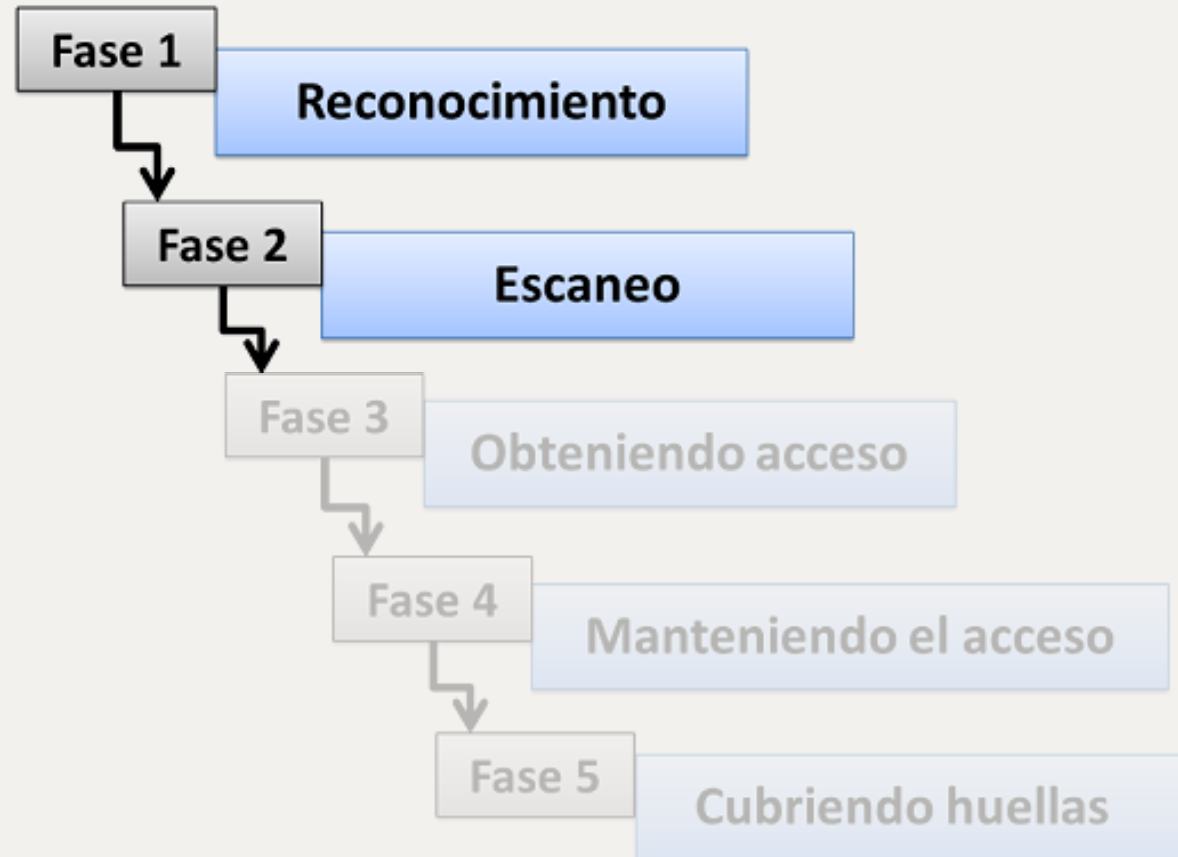 Fase 1
Reconocimiento
Fase 2
Escaneo
Fase 3
Obteniendo acceso
Fase 4
Manteniendo el acceso
Fase 5
Cubriendo huellas